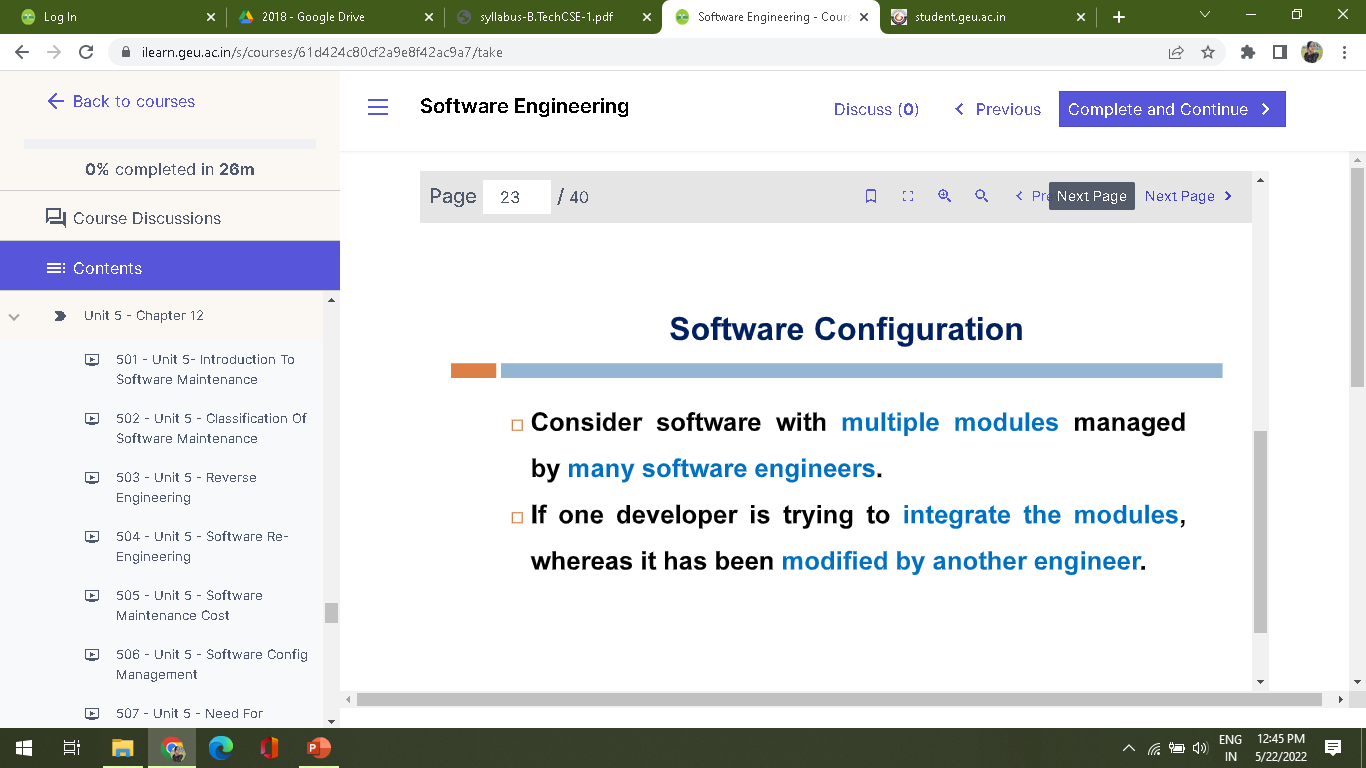 Log In
2018 - Google Drive
syllabus-B.TechCSE-1.pdf
Software Engineering - Cour
student.geu.ac.in
ilearn.geu.ac.in/s/courses/61d424c80cf2a9e8f42ac9a7/take
Back to courses
0% completed in 26m
Course Discussions
Contents
Unit 5 - Chapter 12
501 - Unit 5- Introduction To
Software Maintenance
502 - Unit 5 - Classification Of
Software Maintenance
503 - Unit 5 - Reverse
Engineering
504 - Unit 5 - Software Re-
Engineering
505 - Unit 5 - Software
Maintenance Cost
506 - Unit 5 - Software Config
Management
507 - Unit 5 - Need For
Software Engineering
Discuss (0)
Previous
Complete and Continue
Page 23 / 40
Pre
Next Page
Next Page
Software Configuration
Consider software with multiple modules managed
by many software engineers.
If one developer is trying to integrate the modules,
whereas it has been modified by another engineer.
ENG
IN
12:45 PM
5/22/2022